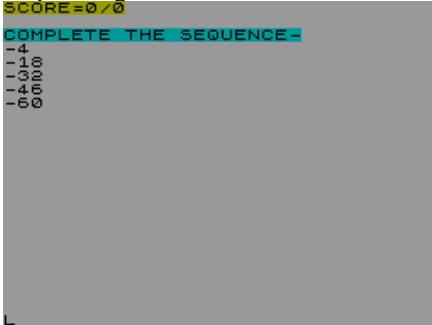 SCORE=0/0
COMPLETE THE SEQUENCE-
-4
-18
-32
-46
-60
L